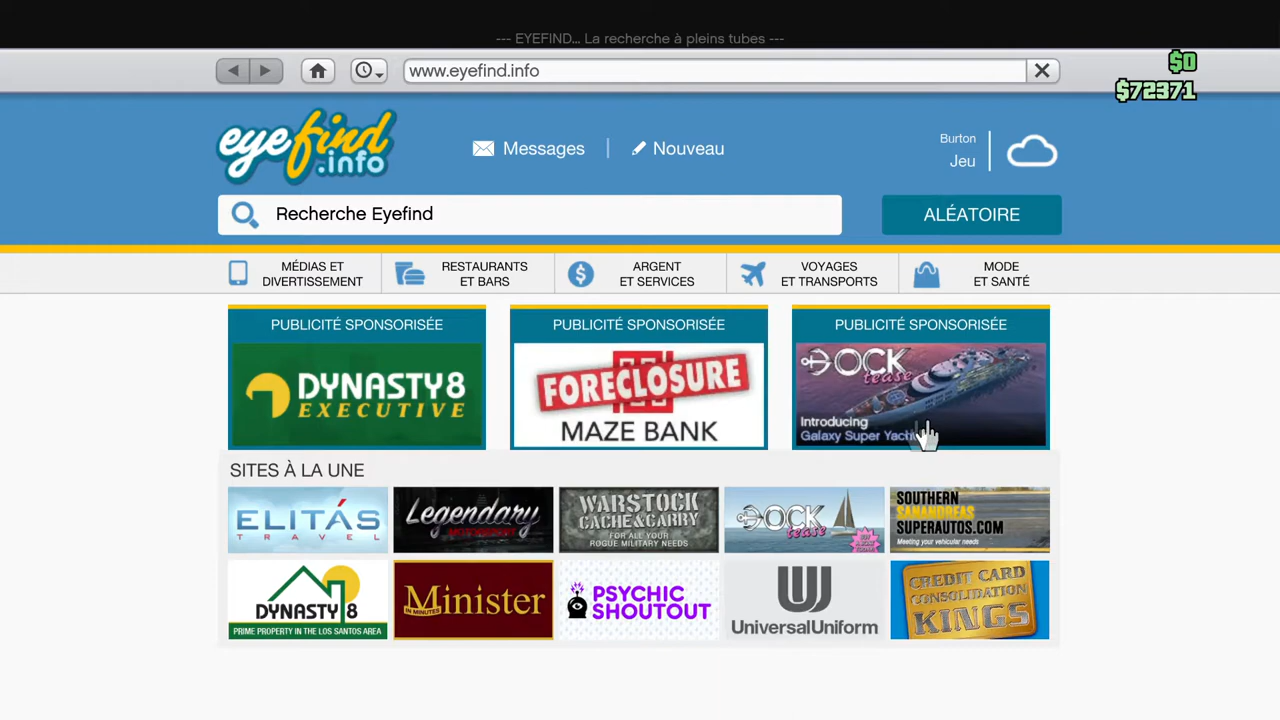 --- EYEFIND... La recherche à pleins tubes ---
www.eyefind.info
$0
$72371
eyefind
.info
Messages
Nouveau
Burton
Jeu
Recherche Eyefind
ALÉATOIRE
MÉDIAS ET
DIVERTISSEMENT
RESTAURANTS
ET BARS
ARGENT
ET SERVICES
VOYAGES
ET TRANSPORTS
MODE
ET SANTÉ
PUBLICITÉ SPONSORISÉE
DYNASTY8
EXECUTIVE
PUBLICITÉ SPONSORISÉE
FORECLOSURE
MAZE BANK
PUBLICITÉ SPONSORISÉE
DOCK
tease
Introducing
Galaxy Super Yacht
SITES À LA UNE
ELITÁS
TRAVEL
Legendary
MOTORSPORT
WARSTOCK
CACHE&CARRY
FOR ALL YOUR
ROGUE MILITARY NEEDS
DOCK
tease
SOUTHERN
SANANDREAS
SUPERAUTOS.COM
Meeting your vehicular needs
DYNASTY 8
PRIME PROPERTY IN THE LOS SANTOS AREA
Minister
IN MINUTES
PSYCHIC
SHOUTOUT
UniversalUniform
CREDIT CARD
CONSOLIDATION
KINGS